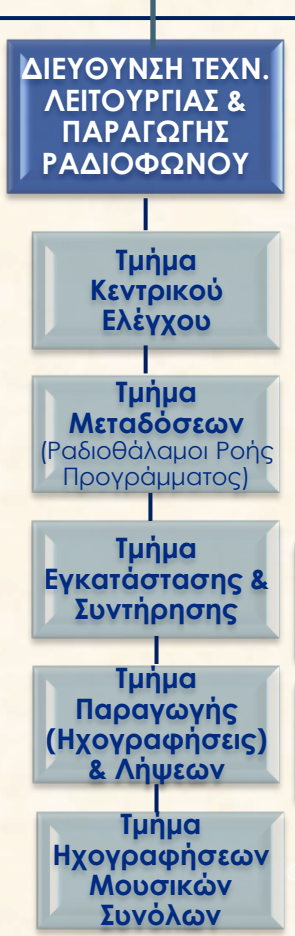 ΔΙΕΥΘΥΝΣΗ ΤΕΧΝ.
ΛΕΙΤΟΥΡΓΙΑΣ &
ΠΑΡΑΓΩΓΗΣ
ΡΑΔΙΟΦΩΝΟΥ
Τμήμα
Κεντρικού
Ελέγχου
Τμήμα
Μεταδόσεων
(Ραδιοθάλαμοι Ροής
Προγράμματος)
Τμήμα
Εγκατάστασης &
Συντήρησης
Τμήμα
Παραγωγής
(Ηχογραφήσεις)
& Λήψεων
Τμήμα
Ηχογραφήσεων
Μουσικών
Συνόλων